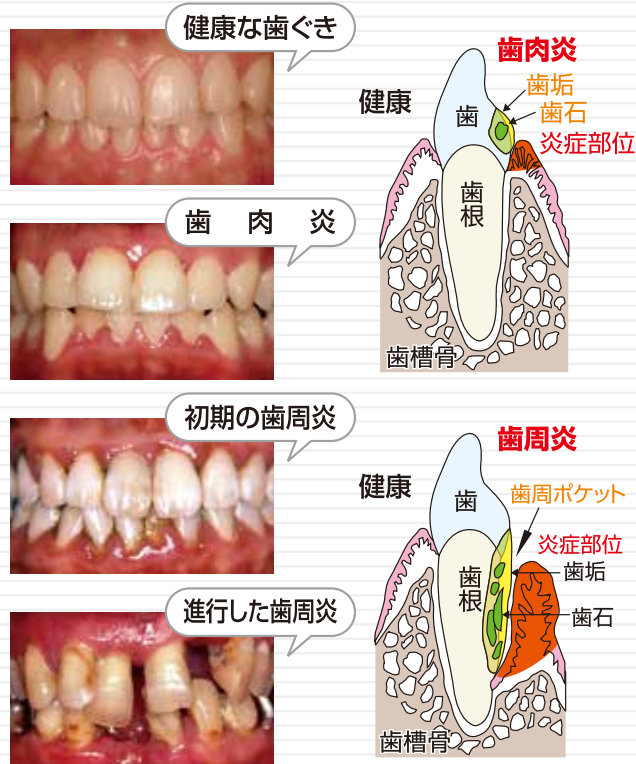 健康な歯ぐき
歯肉炎
初期の歯周炎
進行した歯周炎
歯肉炎
歯垢
歯石
健康
歯
炎症部位
歯根
歯槽骨
歯周炎
健康
歯
歯周ポケット
炎症部位
歯垢
歯根
歯石
歯槽骨